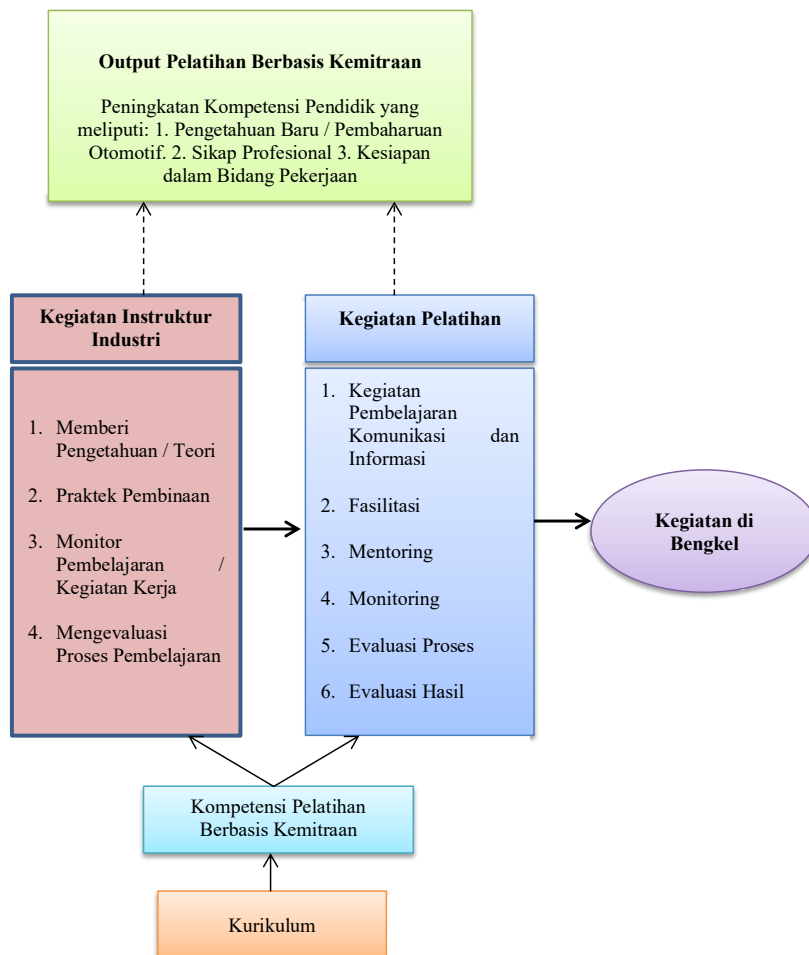 Output Pelatihan Berbasis Kemitraan
Peningkatan Kompetensi Pendidik yang
meliputi: 1. Pengetahuan Baru / Pembaharuan
Otomotif. 2. Sikap Profesional 3. Kesiapan
dalam Bidang Pekerjaan
Kegiatan Instruktur
Industri
1. Memberi
Pengetahuan / Teori
2. Praktek Pembinaan
3. Monitor
Pembelajaran /
Kegiatan Kerja
4. Mengevaluasi
Proses Pembelajaran
Kegiatan Pelatihan
1. Kegiatan
Pembelajaran
Komunikasi dan
Informasi
2. Fasilitasi
3. Mentoring
4. Monitoring
5. Evaluasi Proses
6. Evaluasi Hasil
Kegiatan di
Bengkel
Kompetensi Pelatihan
Berbasis Kemitraan
Kurikulum